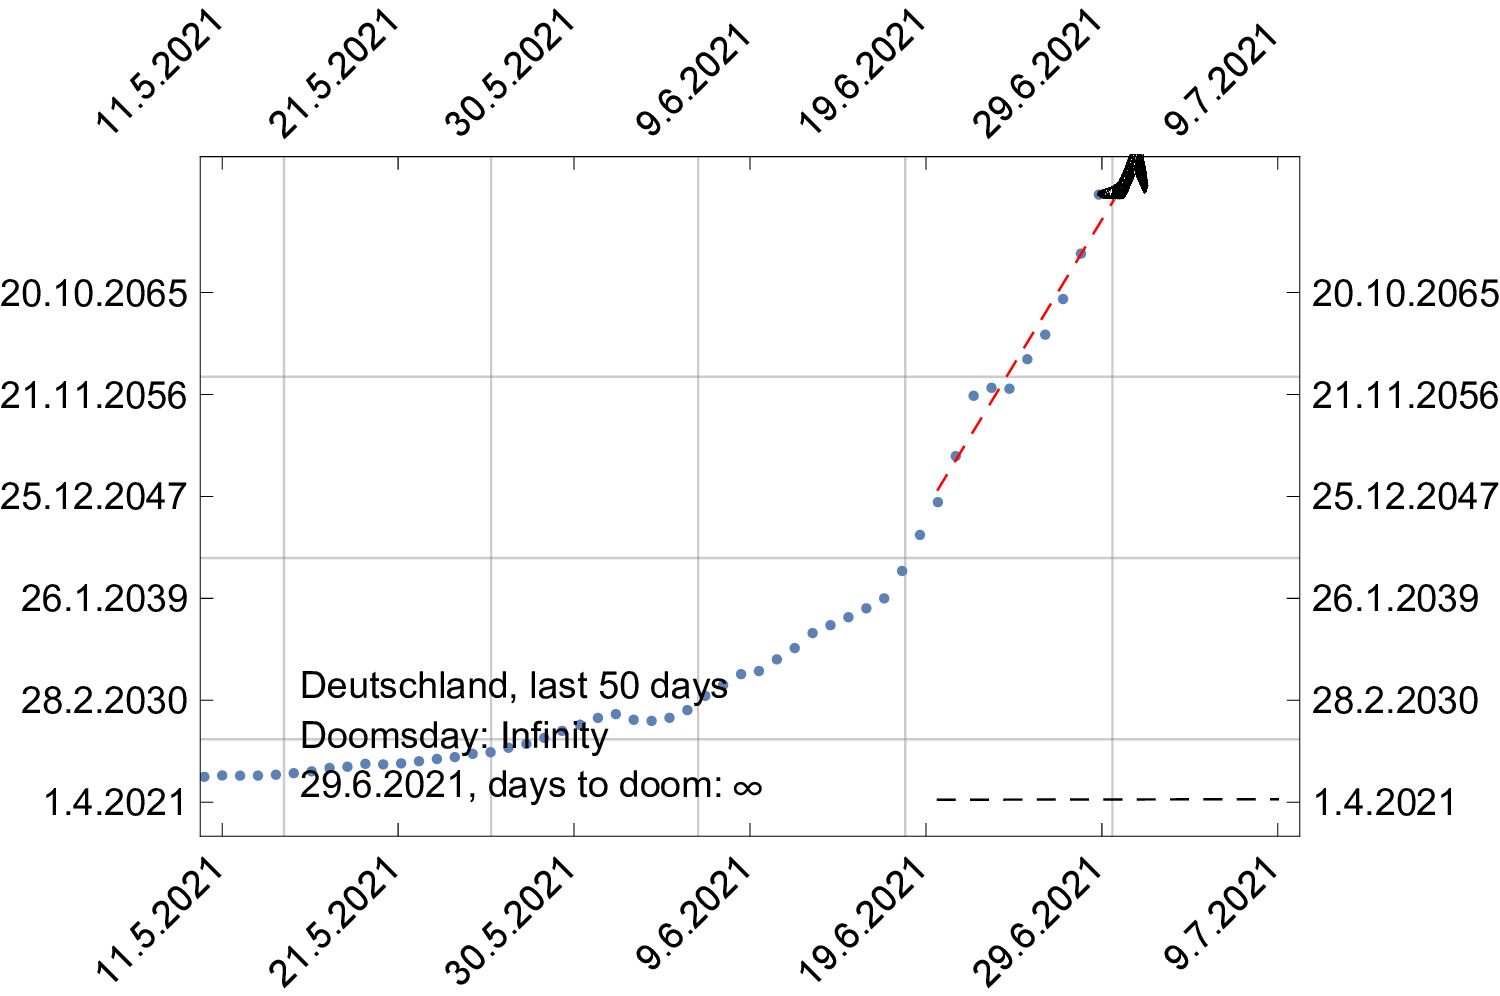 11.5.2021 21.5.2021 30.5.2021 9.6.2021 19.6.2021 29.6.2021 9.7.2021
20.10.2065 20.10.2065
21.11.2056 21.11.2056
25.12.2047 25.12.2047
26.1.2039 26.1.2039
Deutschland, last 50 days
28.2.2030 28.2.2030
Doomsday: Infinity
29.6.2021, days to doom: ∞
1.4.2021 1.4.2021
11.5.2021 21.5.2021 30.5.2021 9.6.2021 19.6.2021 29.6.2021 9.7.2021